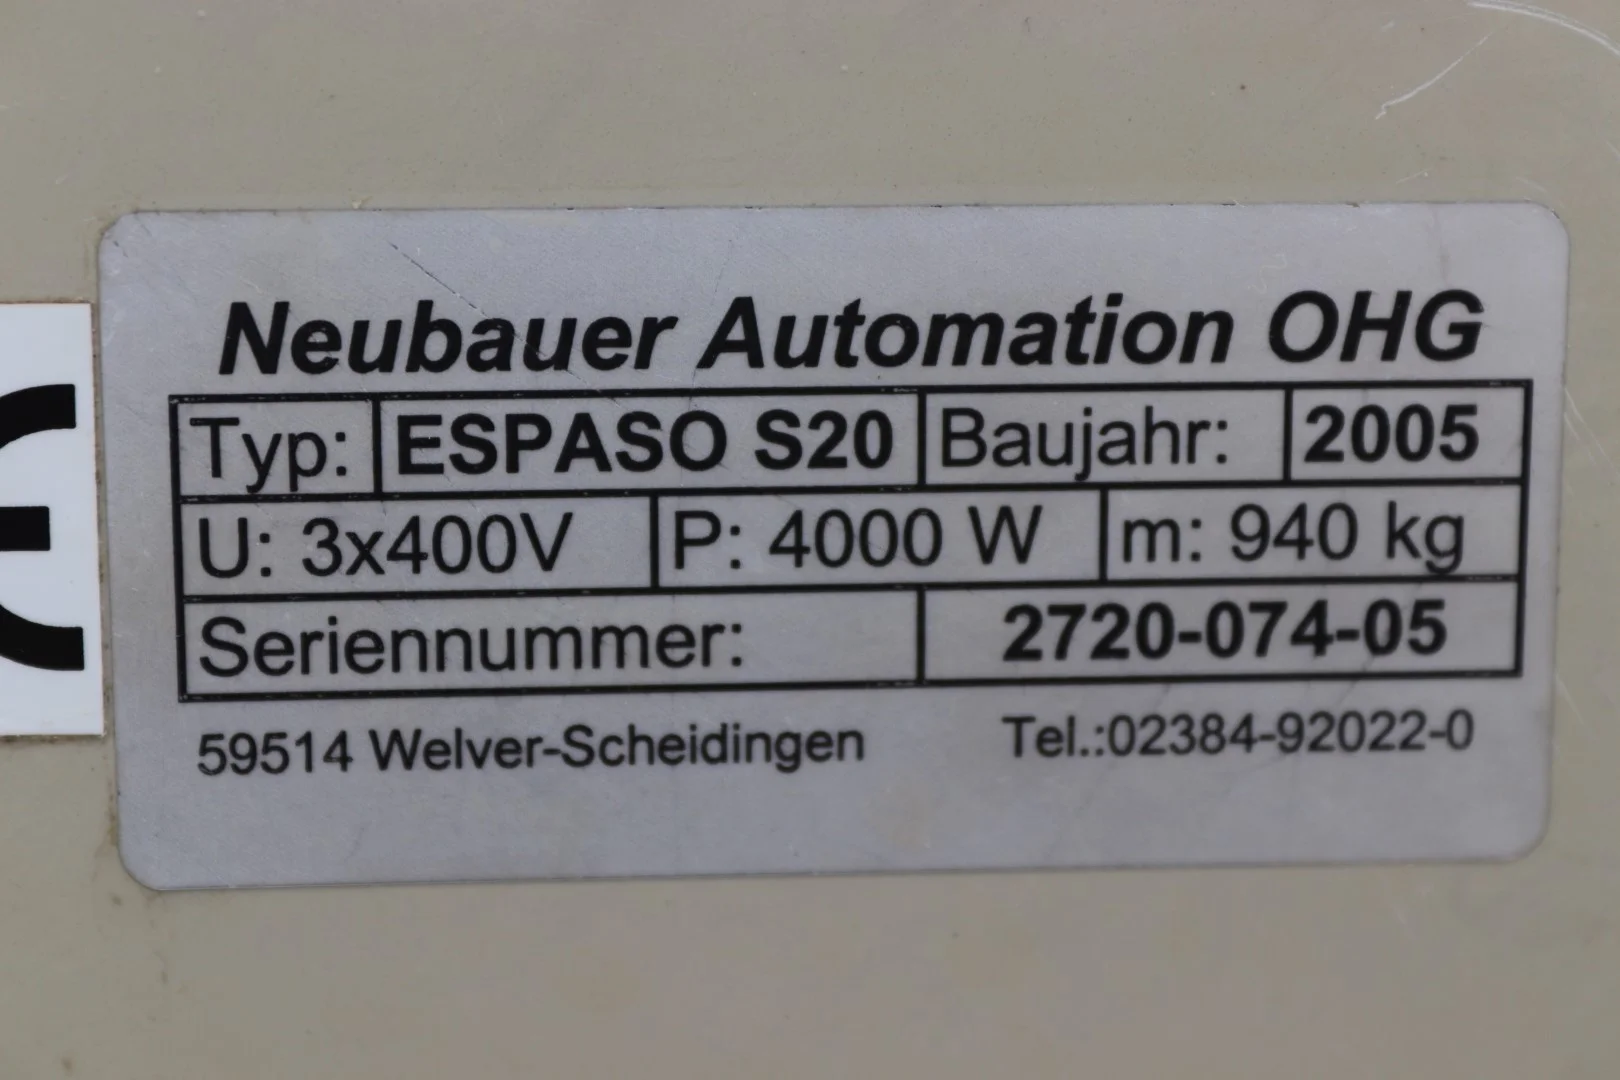 Neubauer Automation OHG
Typ: ESPASO S20 Baujahr: 2005
U: 3x400V P: 4000 W m: 940 kg
Seriennummer: 2720-074-05
59514 Welver-Scheidingen Tel.:02384-92022-0
CE